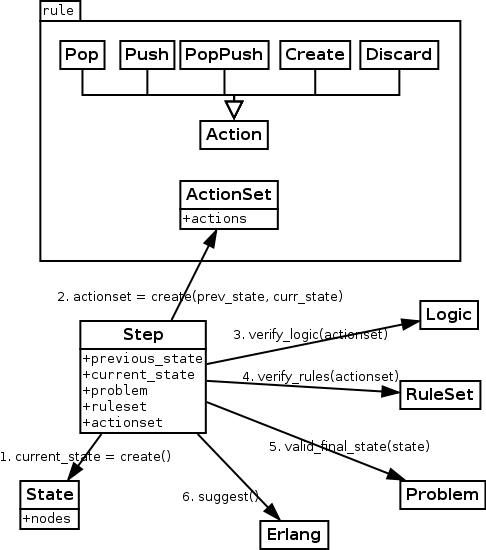 rule
Pop
Push
PopPush
Create
Discard
Action
ActionSet
+actions
2. actionset = create(prev_state, curr_state)
Logic
3. verify_logic(actionset)
Step
+previous_state
+current_state
+problem
+ruleset
+actionset
4. verify_rules(actionset)
RuleSet
5. valid_final_state(state)
1. current_state = create()
State
+nodes
6. suggest()
Problem
Erlang